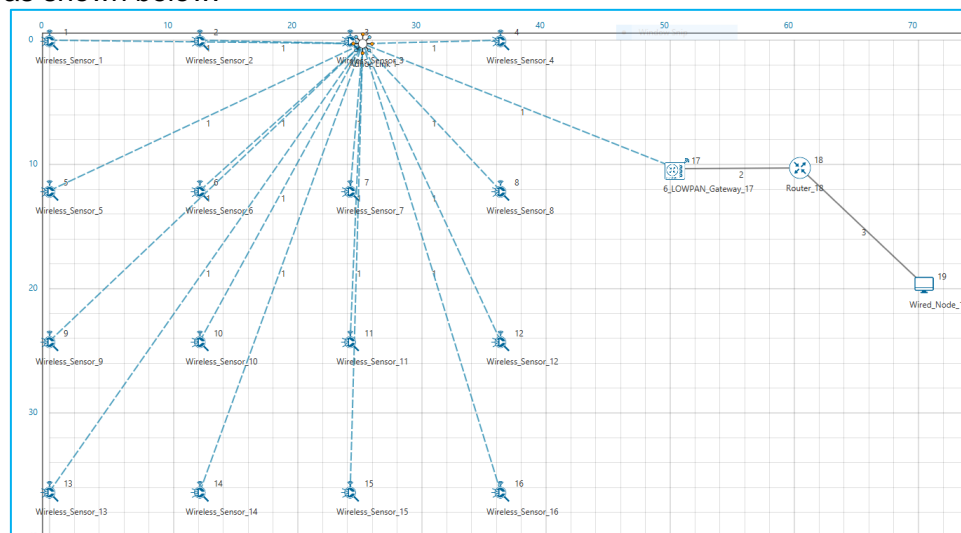 as shown below:
0 10 20 30 40 50 60 70
0 1 2 3 4
1 1 1
Wireless_Sensor_1 Wireless_Sensor_2 Wireless_Sensor_3 Wireless_Sensor_4
1 1 1 1
10 5 6 7 8 17 2 18
6_LOWPAN_Gateway_17 Router_18
1 1 1
Wireless_Sensor_5 Wireless_Sensor_6 Wireless_Sensor_7 Wireless_Sensor_8
3
1 1 1 1
20 19
Wired_Node_1
9 10 11 12
Wireless_Sensor_9 Wireless_Sensor_10 Wireless_Sensor_11 Wireless_Sensor_12
30
13 14 15 16
Wireless_Sensor_13 Wireless_Sensor_14 Wireless_Sensor_15 Wireless_Sensor_16